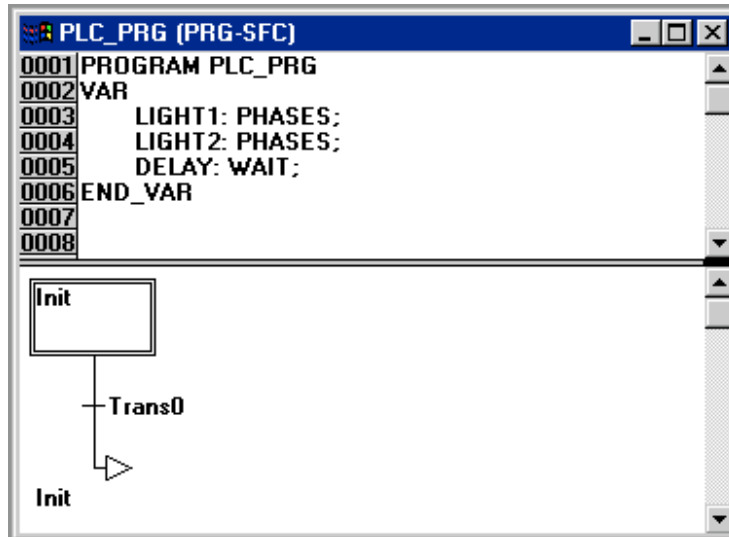 PLC_PRG (PRG-SFC)
0001 PROGRAM PLC_PRG
0002 VAR
0003 LIGHT1: PHASES;
0004 LIGHT2: PHASES;
0005 DELAY: WAIT;
0006 END_VAR
0007
0008
Init
Trans0
Init